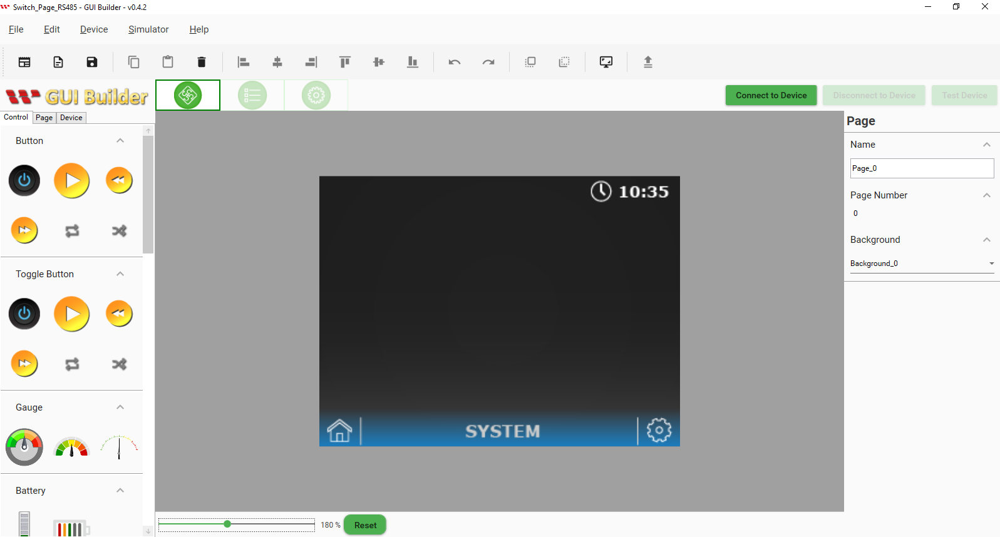 Switch_Page_RS485 - GUI Builder - v0.4.2
File Edit Device Simulator Help
GUI Builder
Connect to Device Disconnect to Device Test Device
Control Page Device
Button
Toggle Button
Gauge
Battery
10:35
SYSTEM
180 % Reset
Page
Name
Page_0
Page Number
0
Background
Background_0